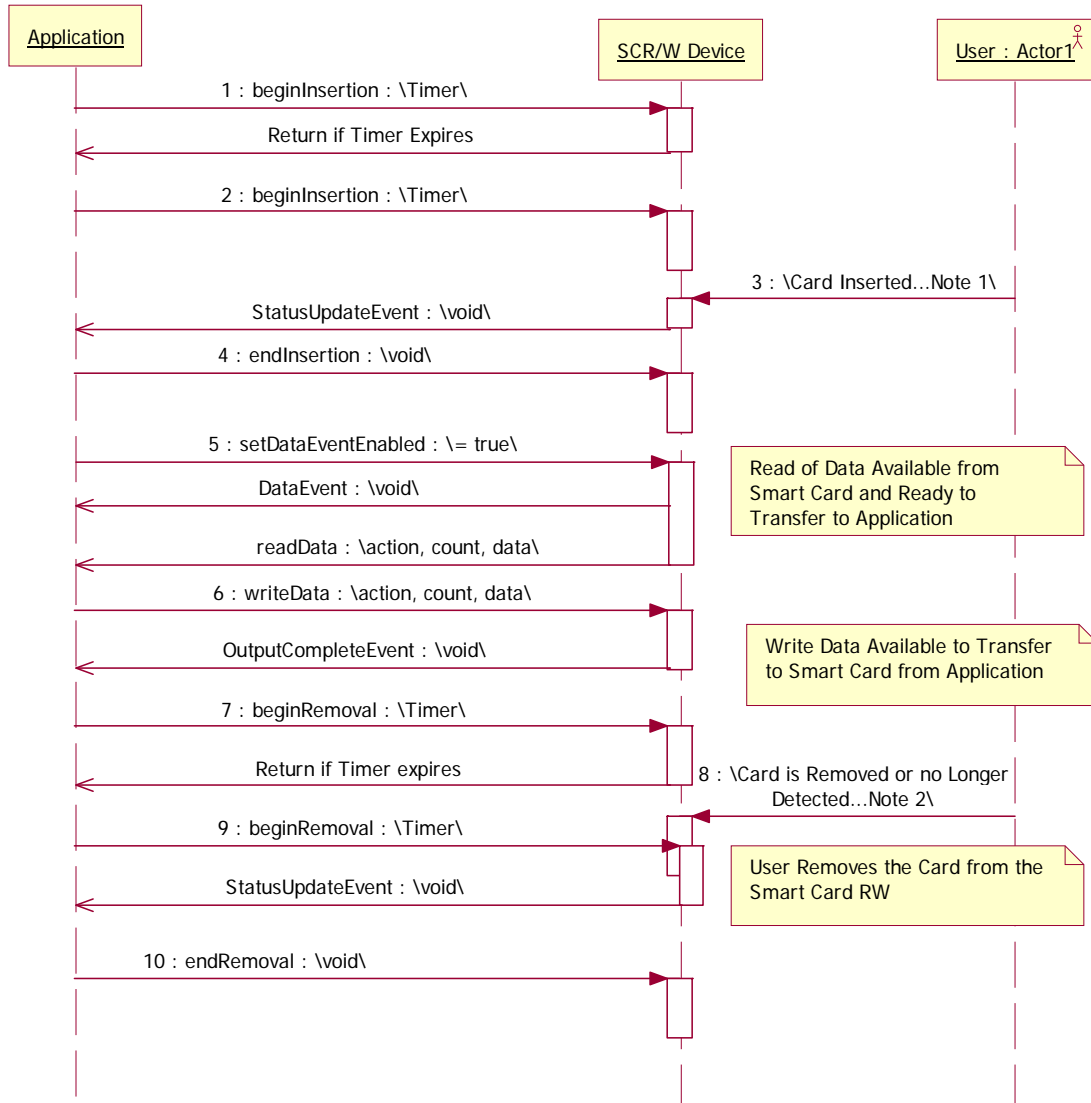 Application
SCR/W Device
User : Actor1
1 : beginInsertion : \Timer\
Return if Timer Expires
2 : beginInsertion : \Timer\
3 : \Card Inserted...Note 1\
StatusUpdateEvent : \void\
4 : endInsertion : \void\
5 : setDataEventEnabled : \= true\
Read of Data Available from
Smart Card and Ready to
Transfer to Application
DataEvent : \void\
readData : \action, count, data\
6 : writeData : \action, count, data\
Write Data Available to Transfer
to Smart Card from Application
OutputCompleteEvent : \void\
7 : beginRemoval : \Timer\
Return if Timer expires
8 : \Card is Removed or no Longer
Detected...Note 2\
9 : beginRemoval : \Timer\
User Removes the Card from the
Smart Card RW
StatusUpdateEvent : \void\
10 : endRemoval : \void\